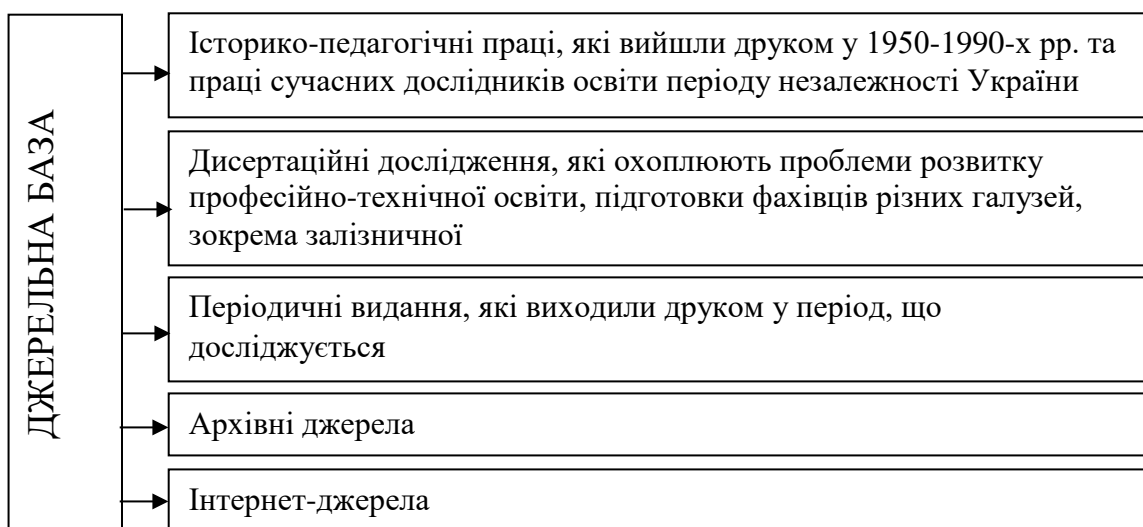 ДЖЕРЕЛЬНА БАЗА
Історико-педагогічні праці, які вийшли друком у 1950-1990-х рр. та
праці сучасних дослідників освіти періоду незалежності України
Дисертаційні дослідження, які охоплюють проблеми розвитку
професійно-технічної освіти, підготовки фахівців різних галузей,
зокрема залізничної
Періодичні видання, які виходили друком у період, що
досліджується
Архівні джерела
Інтернет-джерела